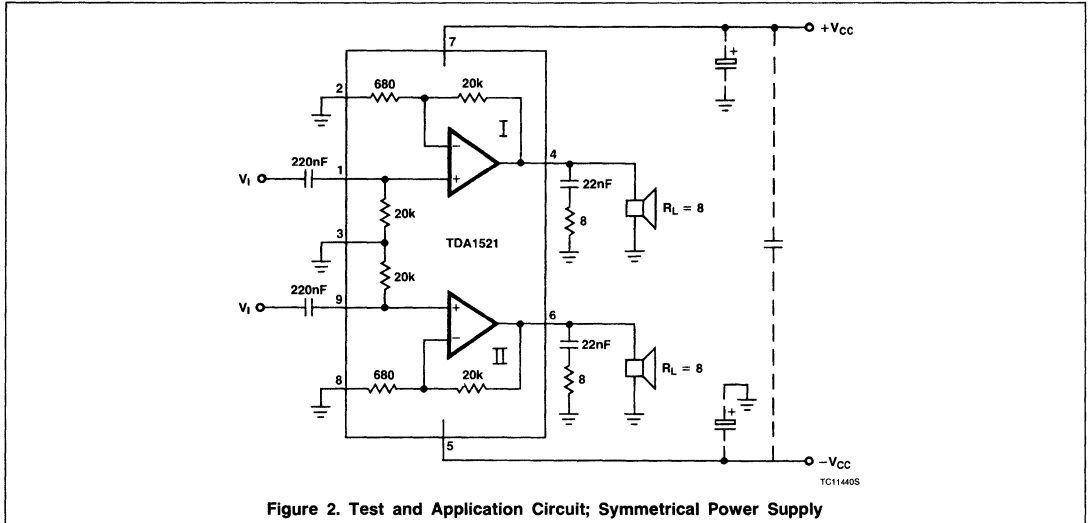 7
+VCC
+
680
20k
2
I
220nF
1
4
VI
22nF
20k
RL = 8
8
3
TDA1521
20k
220nF
9
6
VI
22nF
II
RL = 8
680
20k
8
8
+
5
−VCC
TC11440S
Figure 2. Test and Application Circuit; Symmetrical Power Supply